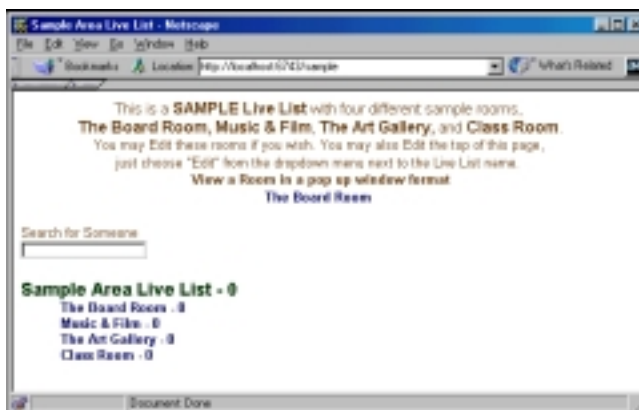 Sample Area Live List - Netscape
File Edit View Go Window Help
Bookmarks Location: http://localhost:6743/sample What's Related
This is a SAMPLE Live List with four different sample rooms,
The Board Room, Music & Film, The Art Gallery, and Class Room.
You may Edit these rooms if you wish. You may also Edit the top of this page,
just choose "Edit" from the dropdown menu next to the Live List name.
View a Room in a pop up window format
The Board Room
Search for Someone
Sample Area Live List - 0
The Board Room - 0
Music & Film - 0
The Art Gallery - 0
Class Room - 0
Document Done